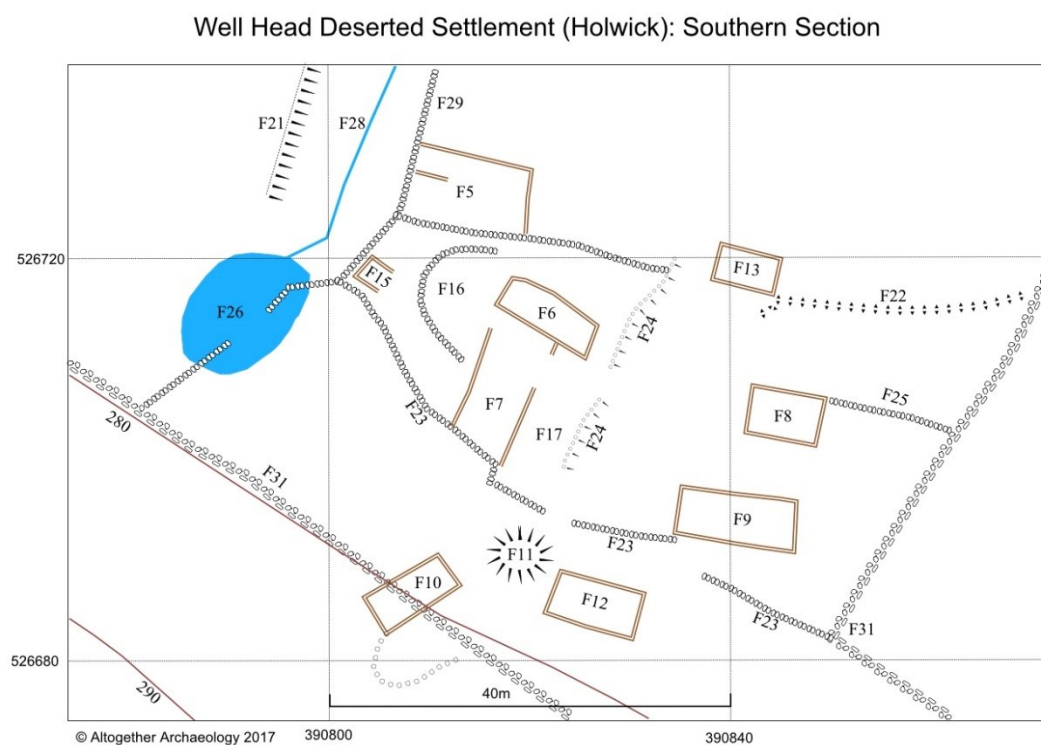 Well Head Deserted Settlement (Holwick): Southern Section
F21
F28
F29
F5
526720
F15
F16
F13
F26
F6
F24
F22
280
F23
F7
F17
F24
F8
F25
F31
F9
F11
F23
F10
F12
F23
F31
526680
290
40m
© Altogether Archaeology 2017
390800
390840